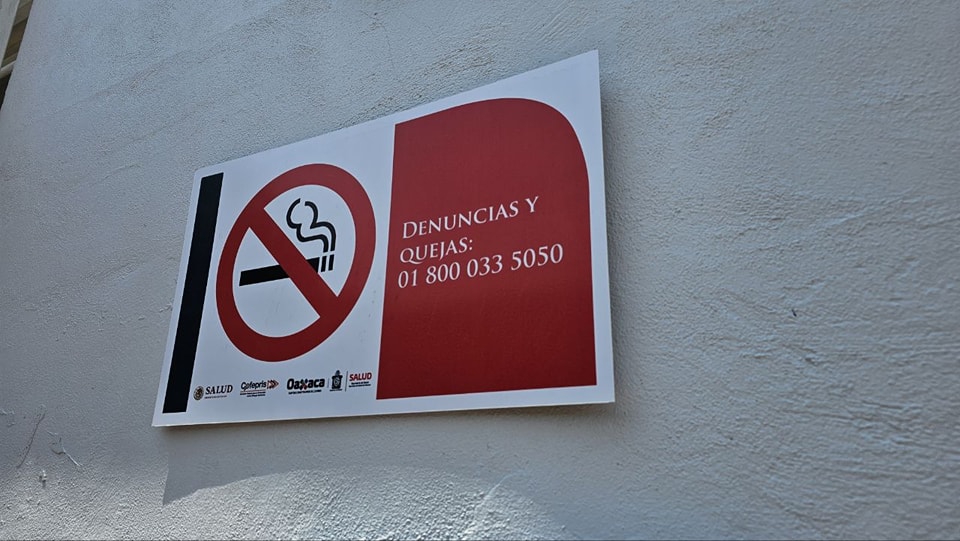 DENUNCIAS Y
QUEJAS:
01 800 033 5050
SALUD
Cofepris
Oaxaca
SALUD